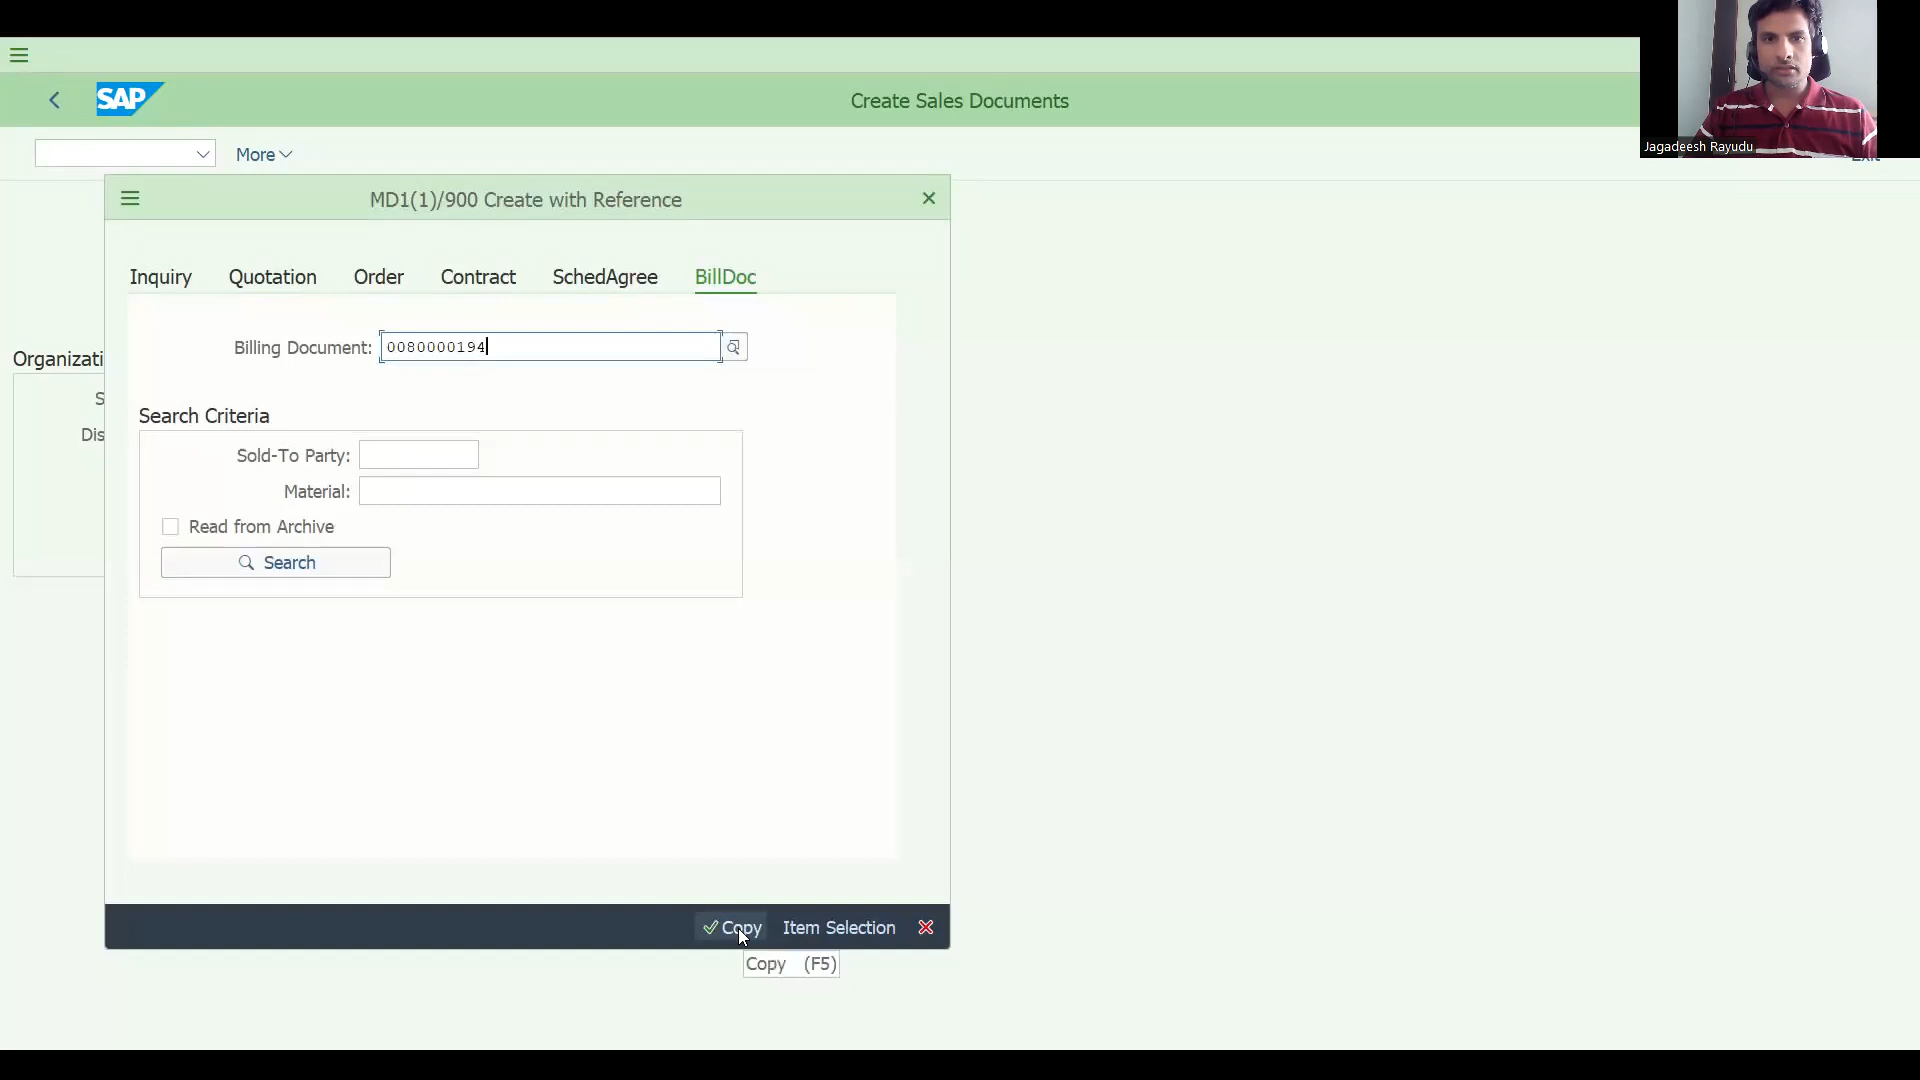 SAP
Create Sales Documents
More
Jagadeesh Rayudu
MD1(1)/900 Create with Reference
Inquiry Quotation Order Contract SchedAgree BillDoc
Billing Document: 0080000194
Organizati
S
Dis
Search Criteria
Sold-To Party:
Material:
Read from Archive
Search
Copy Item Selection
Copy (F5)